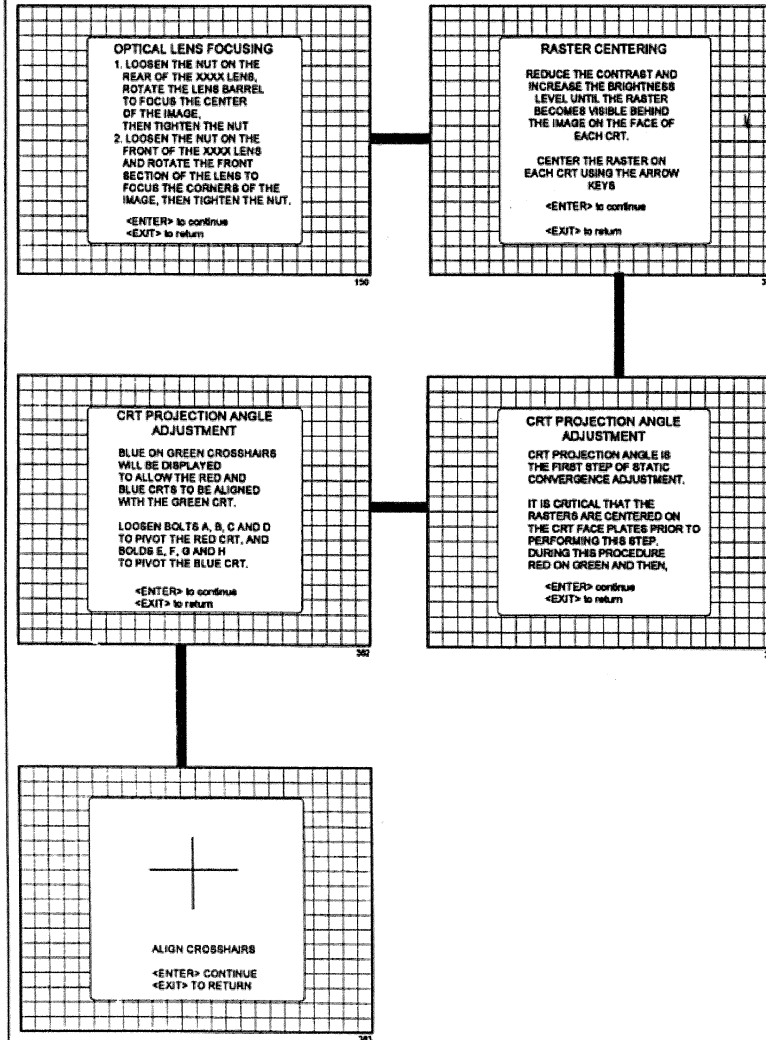 OPTICAL LENS FOCUSING
1. LOOSEN THE NUT ON THE
REAR OF THE XXXX LENS,
ROTATE THE LENS BARREL
TO FOCUS THE CENTER
OF THE IMAGE,
THEN TIGHTEN THE NUT
2. LOOSEN THE NUT ON THE
FRONT OF THE XXXX LENS
AND ROTATE THE FRONT
SECTION OF THE LENS TO
FOCUS THE CORNERS OF THE
IMAGE, THEN TIGHTEN THE NUT.
<ENTER> to continue
<EXIT> to return
150
RASTER CENTERING
REDUCE THE CONTRAST AND
INCREASE THE BRIGHTNESS
LEVEL UNTIL THE RASTER
BECOMES VISIBLE BEHIND
THE IMAGE ON THE FACE OF
EACH CRT.
CENTER THE RASTER ON
EACH CRT USING THE ARROW
KEYS
<ENTER> to continue
<EXIT> to return
CRT PROJECTION ANGLE
ADJUSTMENT
CRT PROJECTION ANGLE IS
THE FIRST STEP OF STATIC
CONVERGENCE ADJUSTMENT.
IT IS CRITICAL THAT THE
RASTERS ARE CENTERED ON
THE CRT FACE PLATES PRIOR TO
PERFORMING THIS STEP.
DURING THIS PROCEDURE
RED ON GREEN AND THEN,
<ENTER> continue
<EXIT> to return
CRT PROJECTION ANGLE
ADJUSTMENT
BLUE ON GREEN CROSSHAIRS
WILL BE DISPLAYED
TO ALLOW THE RED AND
BLUE CRTS TO BE ALIGNED
WITH THE GREEN CRT.
LOOSEN BOLTS A, B, C AND D
TO PIVOT THE RED CRT, AND
BOLDS E, F, G AND H
TO PIVOT THE BLUE CRT.
<ENTER> to continue
<EXIT> to return
362
ALIGN CROSSHAIRS
<ENTER> CONTINUE
<EXIT> TO RETURN